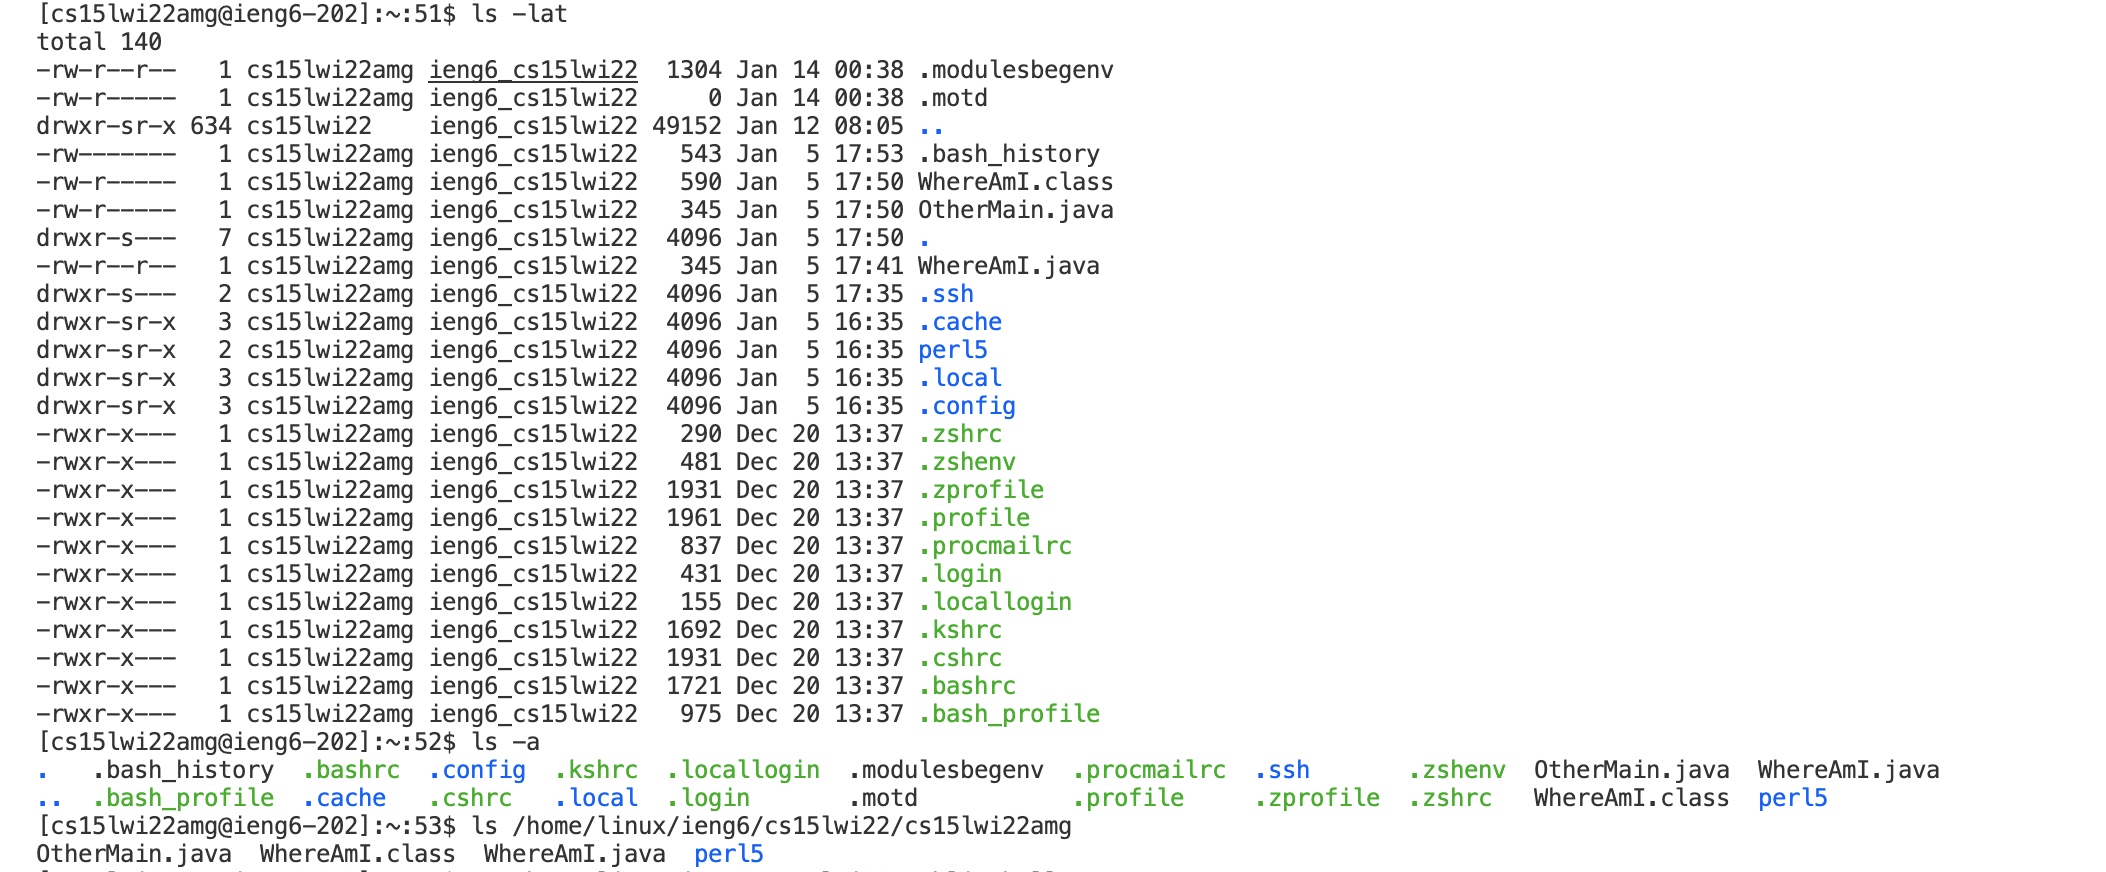 [cs15lwi22amg@ieng6-202]:~:51$ ls -lat
total 140
-rw-r--r--   1 cs15lwi22amg ieng6_cs15lwi22  1304 Jan 14 00:38 .modulesbegenv
-rw-r-----   1 cs15lwi22amg ieng6_cs15lwi22     0 Jan 14 00:38 .motd
drwxr-sr-x 634 cs15lwi22    ieng6_cs15lwi22 49152 Jan 12 08:05 ..
-rw-------   1 cs15lwi22amg ieng6_cs15lwi22   543 Jan  5 17:53 .bash_history
-rw-r-----   1 cs15lwi22amg ieng6_cs15lwi22   590 Jan  5 17:50 WhereAmI.class
-rw-r-----   1 cs15lwi22amg ieng6_cs15lwi22   345 Jan  5 17:50 OtherMain.java
drwxr-s---   7 cs15lwi22amg ieng6_cs15lwi22  4096 Jan  5 17:50 .
-rw-r--r--   1 cs15lwi22amg ieng6_cs15lwi22   345 Jan  5 17:41 WhereAmI.java
drwxr-s---   2 cs15lwi22amg ieng6_cs15lwi22  4096 Jan  5 17:35 .ssh
drwxr-sr-x   3 cs15lwi22amg ieng6_cs15lwi22  4096 Jan  5 16:35 .cache
drwxr-sr-x   2 cs15lwi22amg ieng6_cs15lwi22  4096 Jan  5 16:35 perl5
drwxr-sr-x   3 cs15lwi22amg ieng6_cs15lwi22  4096 Jan  5 16:35 .local
drwxr-sr-x   3 cs15lwi22amg ieng6_cs15lwi22  4096 Jan  5 16:35 .config
-rwxr-x---   1 cs15lwi22amg ieng6_cs15lwi22   290 Dec 20 13:37 .zshrc
-rwxr-x---   1 cs15lwi22amg ieng6_cs15lwi22   481 Dec 20 13:37 .zshenv
-rwxr-x---   1 cs15lwi22amg ieng6_cs15lwi22  1931 Dec 20 13:37 .zprofile
-rwxr-x---   1 cs15lwi22amg ieng6_cs15lwi22  1961 Dec 20 13:37 .profile
-rwxr-x---   1 cs15lwi22amg ieng6_cs15lwi22   837 Dec 20 13:37 .procmailrc
-rwxr-x---   1 cs15lwi22amg ieng6_cs15lwi22   431 Dec 20 13:37 .login
-rwxr-x---   1 cs15lwi22amg ieng6_cs15lwi22   155 Dec 20 13:37 .locallogin
-rwxr-x---   1 cs15lwi22amg ieng6_cs15lwi22  1692 Dec 20 13:37 .kshrc
-rwxr-x---   1 cs15lwi22amg ieng6_cs15lwi22  1931 Dec 20 13:37 .cshrc
-rwxr-x---   1 cs15lwi22amg ieng6_cs15lwi22  1721 Dec 20 13:37 .bashrc
-rwxr-x---   1 cs15lwi22amg ieng6_cs15lwi22   975 Dec 20 13:37 .bash_profile
[cs15lwi22amg@ieng6-202]:~:52$ ls -a
.   .bash_history  .bashrc  .config  .kshrc  .locallogin  .modulesbegenv  .procmailrc  .ssh       .zshenv  OtherMain.java  WhereAmI.java
..  .bash_profile  .cache   .cshrc   .local  .login       .motd           .profile     .zprofile  .zshrc   WhereAmI.class  perl5
[cs15lwi22amg@ieng6-202]:~:53$ ls /home/linux/ieng6/cs15lwi22/cs15lwi22amg
OtherMain.java  WhereAmI.class  WhereAmI.java  perl5